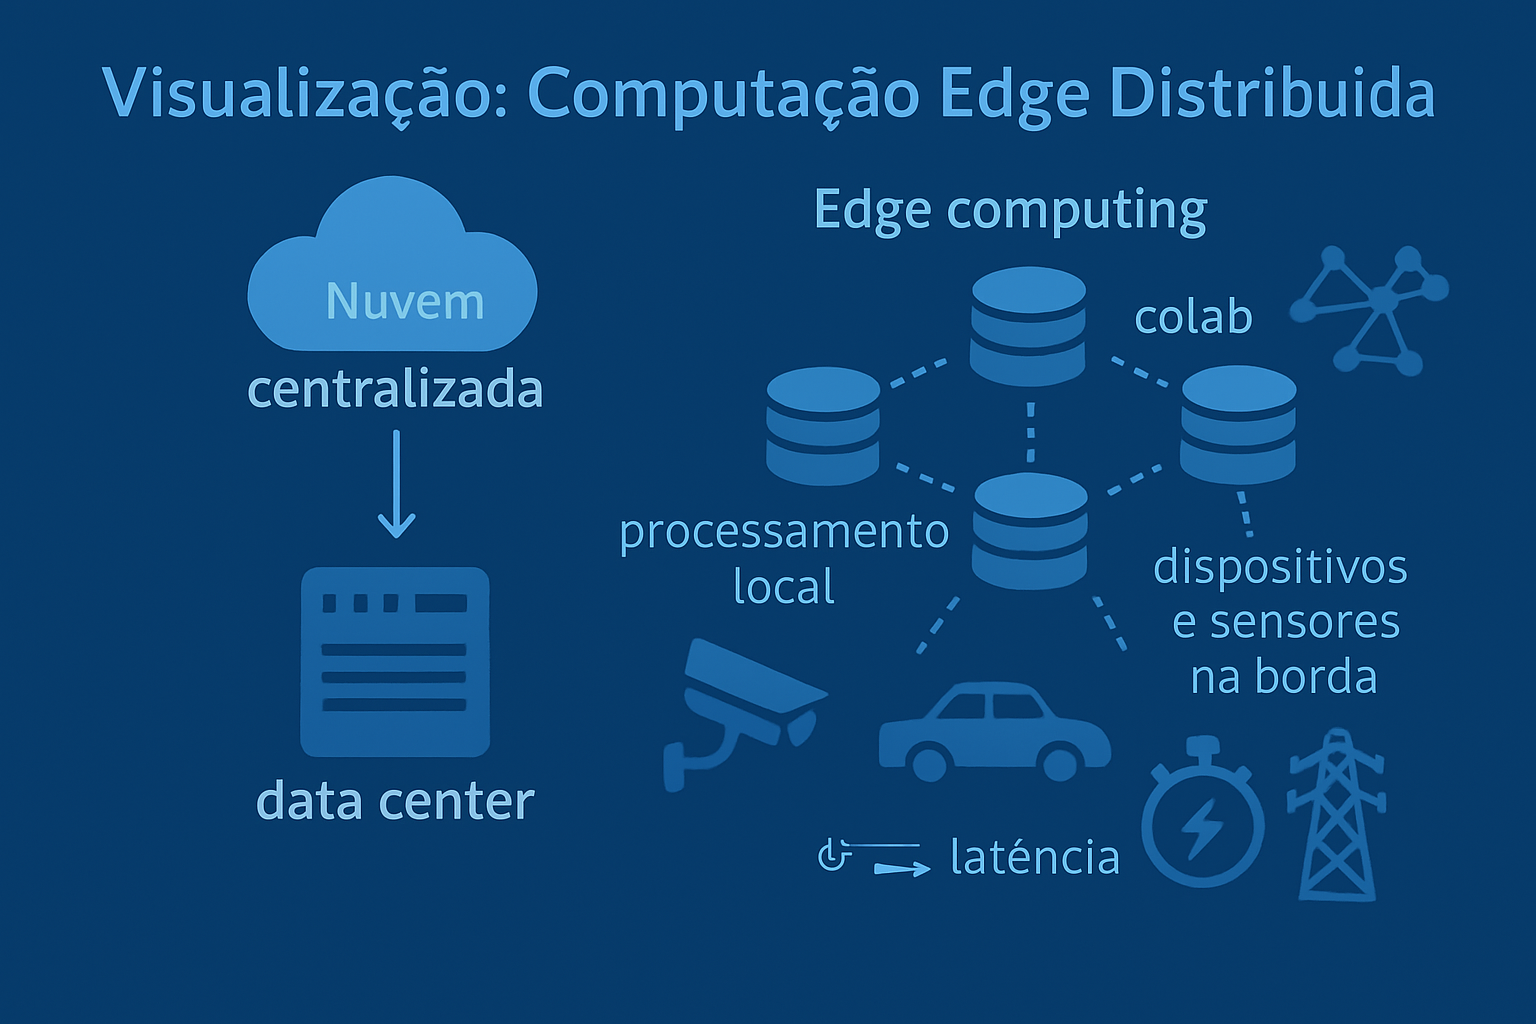 Visualização: Computação Edge Distribuida
Nuvem
centralizada
data center
Edge computing
colab
processamento
local
dispositivos
e sensores
na borda
laténcia